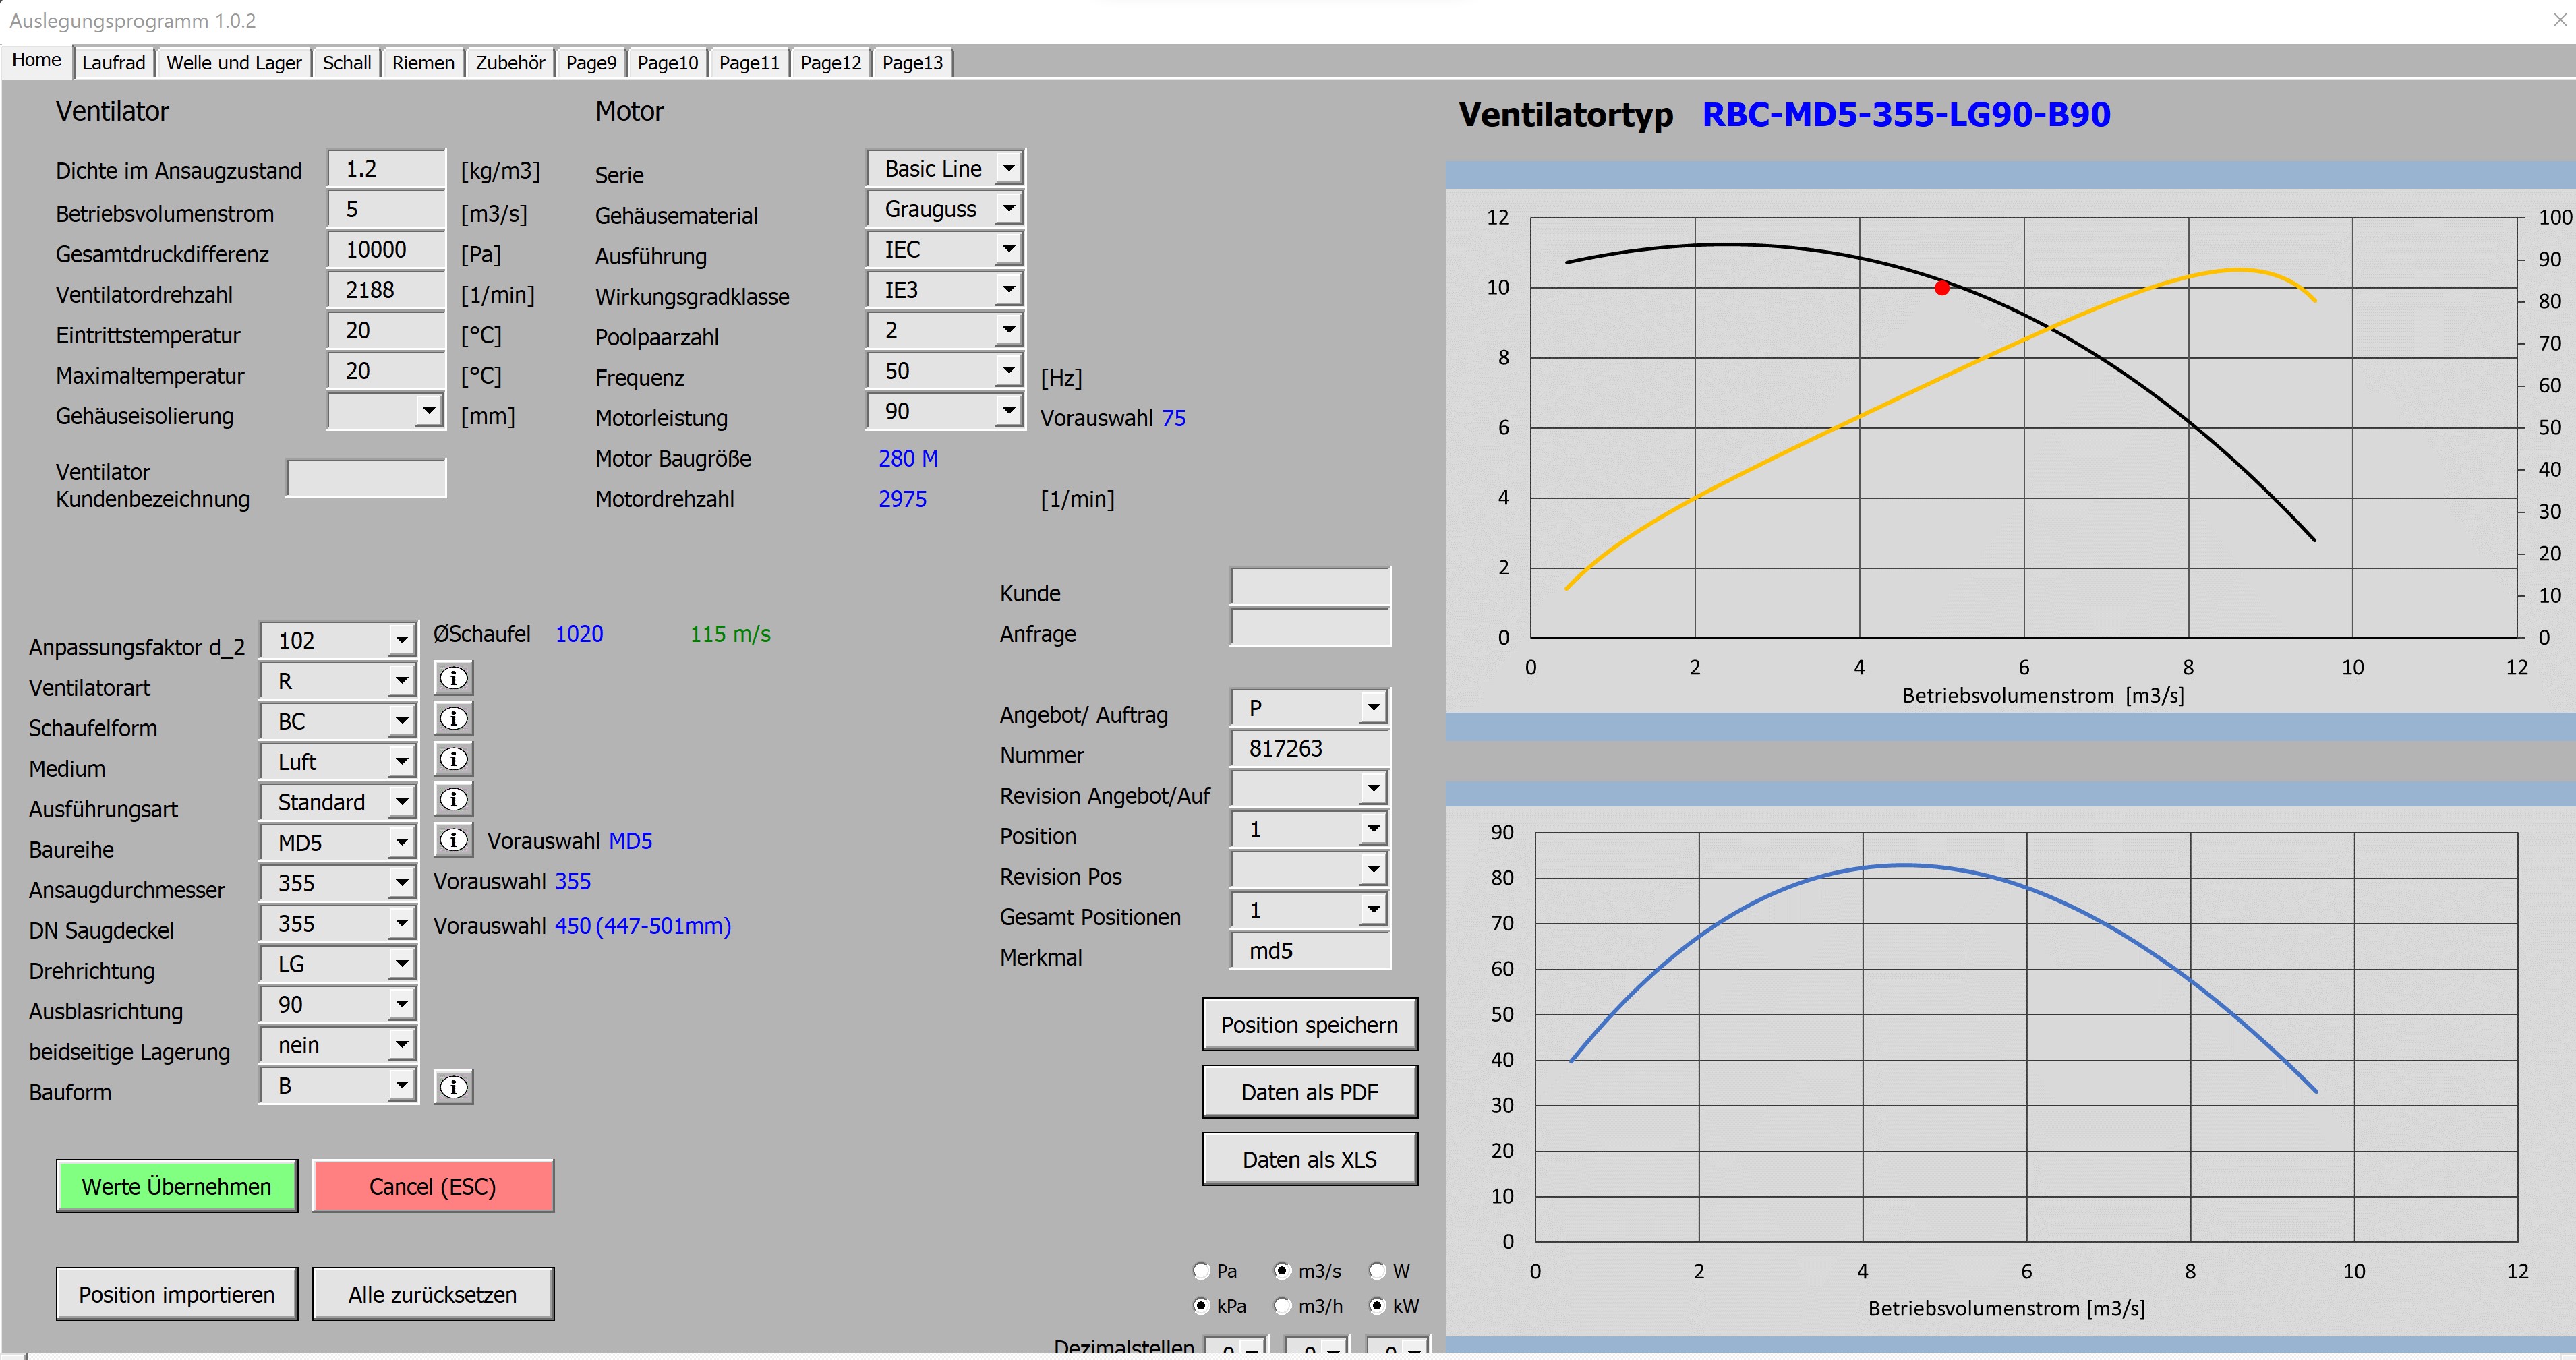 Auslegungsprogramm 1.0.2
Home Laufrad Welle und Lager Schall Riemen Zubehör Page9 Page10 Page11 Page12 Page13
Ventilator
Dichte im Ansaugzustand 1.2 [kg/m3]
Betriebsvolumenstrom 5 [m3/s]
Gesamtdruckdifferenz 10000 [Pa]
Ventilatordrehzahl 2188 [1/min]
Eintrittstemperatur 20 [°C]
Maximaltemperatur 20 [°C]
Gehäuseisolierung [mm]
Ventilator
Kundenbezeichnung
Motor
Serie Basic Line
Gehäusematerial Grauguss
Ausführung IEC
Wirkungsgradklasse IE3
Poolpaarzahl 2
Frequenz 50 [Hz]
Motorleistung 90 Vorauswahl 75
Motor Baugröße 280 M
Motordrehzahl 2975 [1/min]
Anpassungsfaktor d_2 102 ØSchaufel 1020 115 m/s
Ventilatorart R i
Schaufelform BC i
Medium Luft i
Ausführungsart Standard i
Baureihe MD5 i Vorauswahl MD5
Ansaugdurchmesser 355 Vorauswahl 355
DN Saugdeckel 355 Vorauswahl 450 (447-501mm)
Drehrichtung LG
Ausblasrichtung 90
beidseitige Lagerung nein
Bauform B i
Werte Übernehmen Cancel (ESC)
Position importieren Alle zurücksetzen
Kunde
Anfrage
Angebot/ Auftrag P
Nummer 817263
Revision Angebot/Auf
Position 1
Revision Pos
Gesamt Positionen 1
Merkmal md5
Position speichern
Daten als PDF
Daten als XLS
Pa m3/s W
kPa m3/h kW
Dezimalstellen 0 0 0
Ventilatortyp RBC-MD5-355-LG90-B90
12 100
90
10
80
8 70
60
6 50
4 40
30
2 20
10
0 0
0 2 4 6 8 10 12
Betriebsvolumenstrom [m3/s]
90
80
70
60
50
40
30
20
10
0
0 2 4 6 8 10 12
Betriebsvolumenstrom [m3/s]